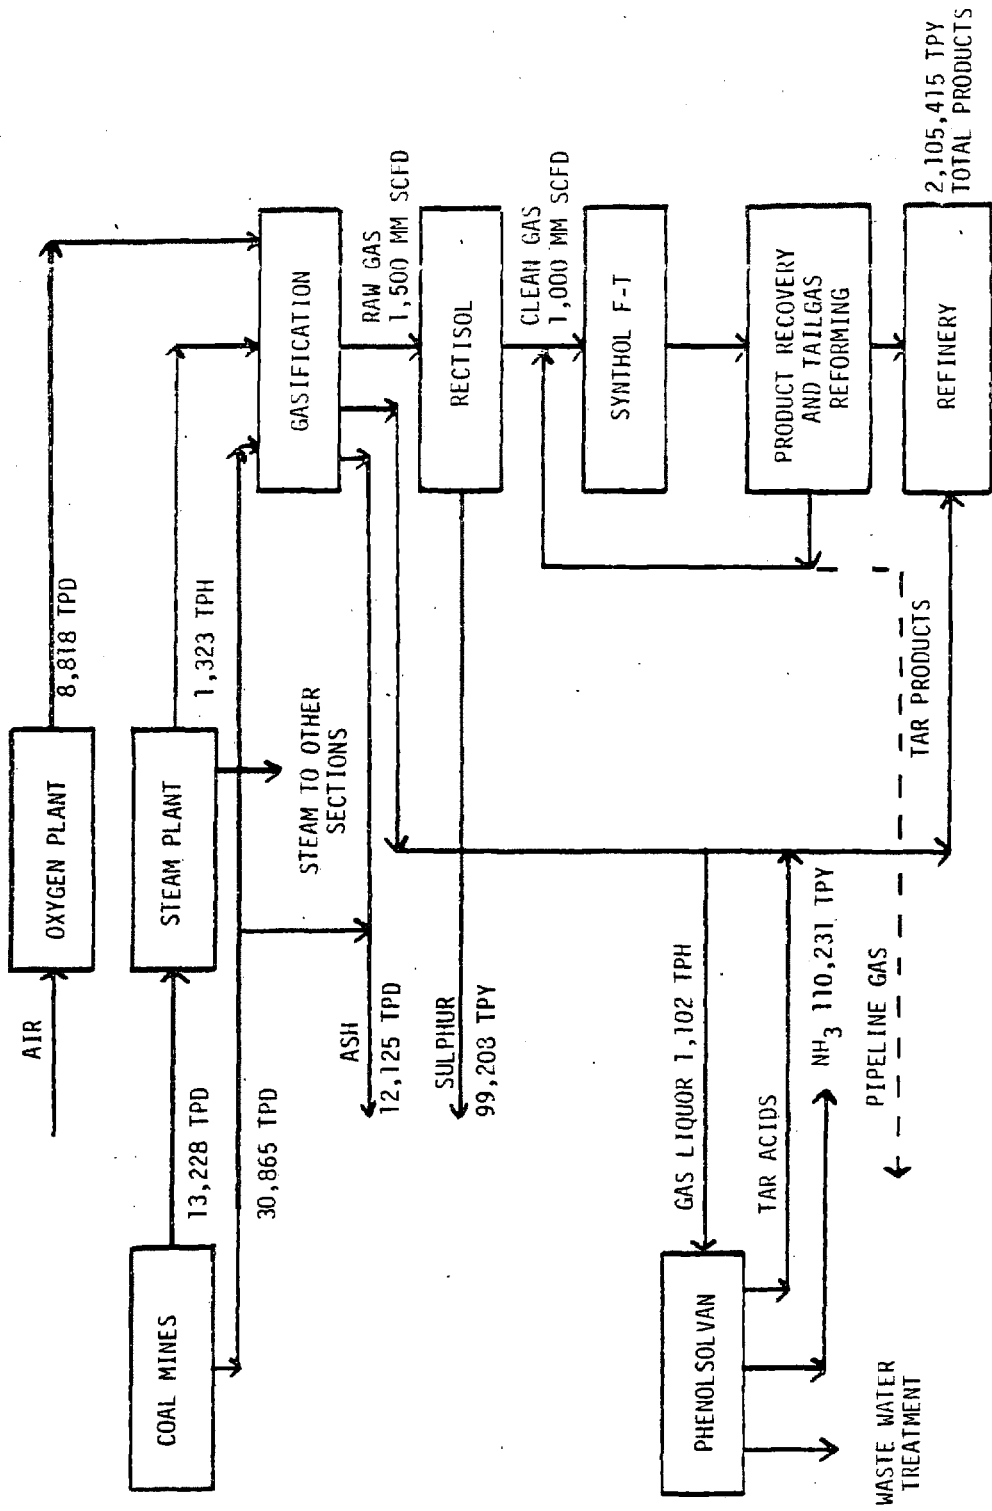 AIR
OXYGEN PLANT
8,818 TPD
COAL MINES
13,228 TPD
30,865 TPD
STEAM PLANT
1,323 TPH
STEAM TO OTHER
SECTIONS
GASIFICATION
RAW GAS
1,500 MM SCFD
ASH
12,125 TPD
RECTISOL
SULPHUR
99,208 TPY
CLEAN GAS
1,000 MM SCFD
SYNTHOL F-T
PRODUCT RECOVERY
AND TAILGAS
REFORMING
REFINERY
2,105,415 TPY
TOTAL PRODUCTS
GAS LIQUOR 1,102 TPH
PHENOLSOLVAN
TAR ACIDS
NH3 110,231 TPY
PIPELINE GAS
TAR PRODUCTS
WASTE WATER
TREATMENT